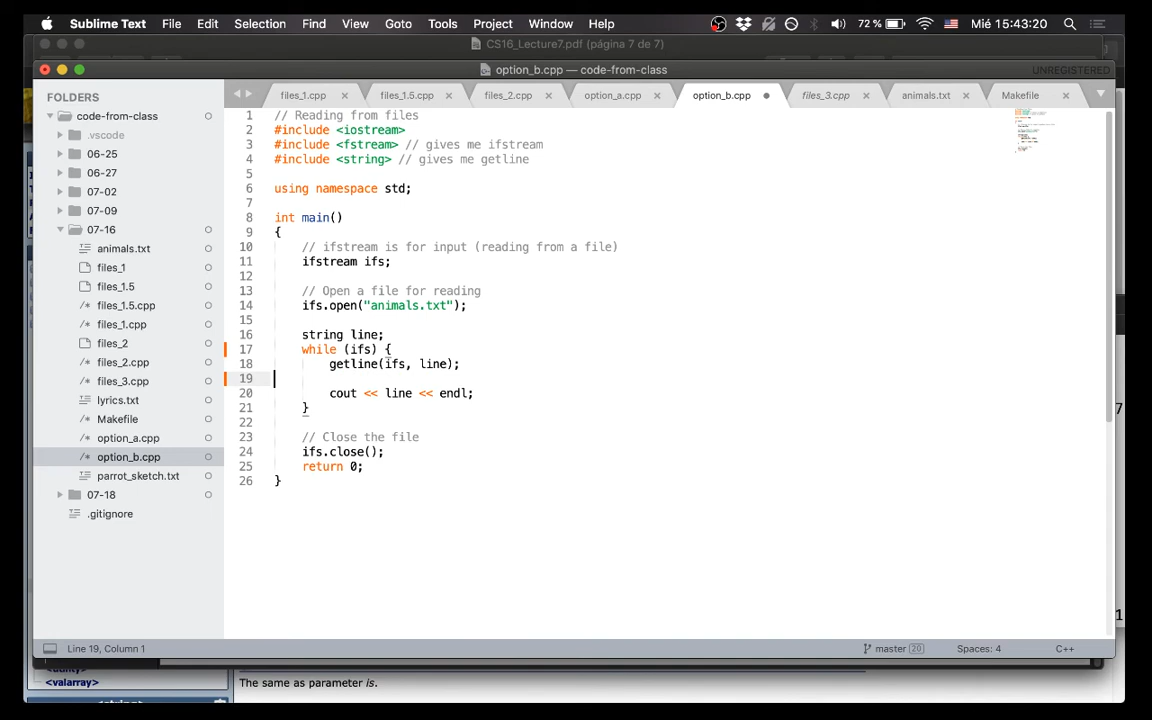 Sublime Text File Edit Selection Find View Goto Tools Project Window Help 72 % Mié 15:43:20
CS16_Lecture7.pdf (página 7 de 7)
option_b.cpp — code-from-class UNREGISTERED
FOLDERS
code-from-class
.vscode
06-25
06-27
07-02
07-09
07-16
animals.txt
files_1
files_1.5
files_1.5.cpp
files_1.cpp
files_2
files_2.cpp
files_3.cpp
lyrics.txt
Makefile
option_a.cpp
option_b.cpp
parrot_sketch.txt
07-18
.gitignore
files_1.cpp files_1.5.cpp files_2.cpp option_a.cpp option_b.cpp files_3.cpp animals.txt Makefile
1 // Reading from files
2 #include <iostream>
3 #include <fstream> // gives me ifstream
4 #include <string> // gives me getline
5
6 using namespace std;
7
8 int main()
9 {
10 // ifstream is for input (reading from a file)
11 ifstream ifs;
12
13 // Open a file for reading
14 ifs.open("animals.txt");
15
16 string line;
17 while (ifs) {
18 getline(ifs, line);
19
20 cout << line << endl;
21 }
22
23 // Close the file
24 ifs.close();
25 return 0;
26 }
Line 19, Column 1 master 20 Spaces: 4 C++
<valarray>
The same as parameter is.